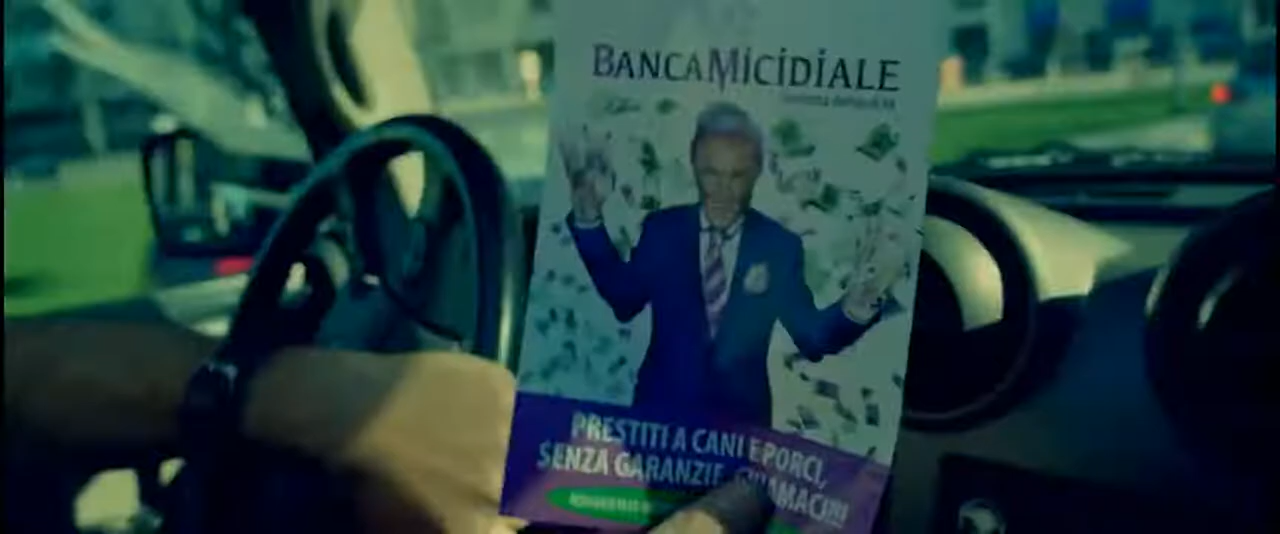 BANCAMiCiDiALE
PRESTITI A CANI E PORCI,
SENZA GARANZIE, CHIAMACI!!!